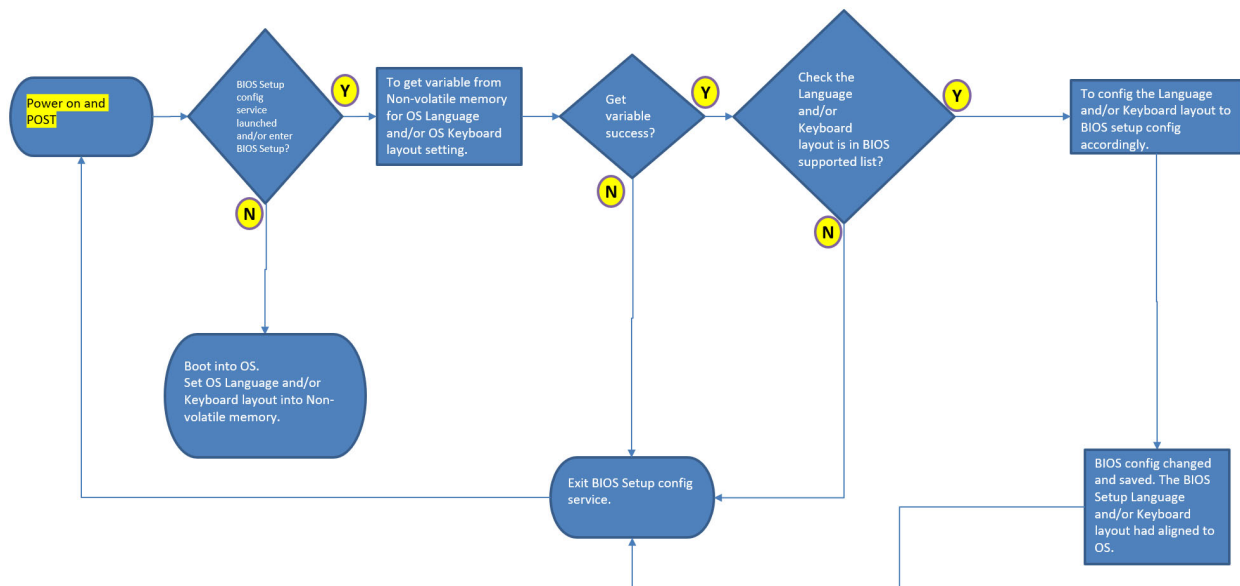 Power on and
POST
BIOS Setup
config
service
launched
and/or enter
BIOS Setup?
Y
N
To get variable from
Non-volatile memory
for OS Language
and/or OS Keyboard
layout setting.
Get
variable
success?
Y
N
Check the
Language
and/or
Keyboard
layout is in BIOS
supported list?
Y
N
To config the Language
and/or Keyboard layout to
BIOS setup config
accordingly.
Boot into OS.
Set OS Language and/or
Keyboard layout into Non-
volatile memory.
Exit BIOS Setup config
service.
BIOS config changed
and saved. The BIOS
Setup Language
and/or Keyboard
layout had aligned to
OS.